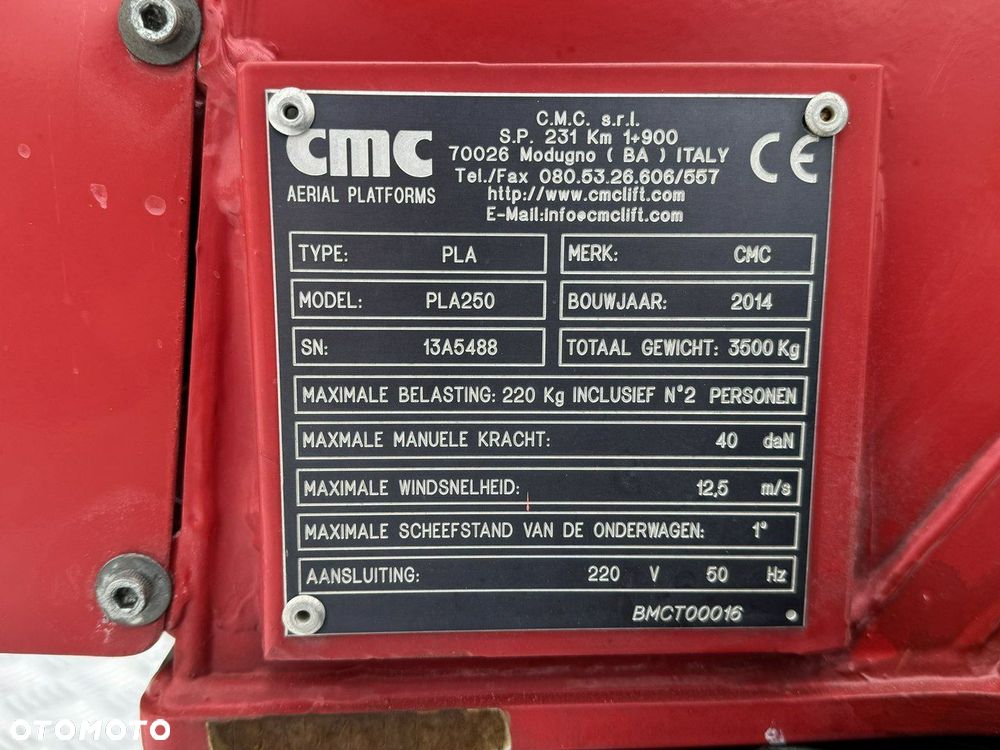 C.M.C. s.r.l.
S.P. 231 Km 1+900
70026 Modugno ( BA ) ITALY
Tel./Fax 080.53.26.606/557
http://www.cmclift.com
E-Mail:info@cmclift.com
CMC
AERIAL PLATFORMS
CE
TYPE: PLA
MERK: CMC
MODEL: PLA250
BOUWJAAR: 2014
SN: 13A5488
TOTAAL GEWICHT: 3500 Kg
MAXIMALE BELASTING: 220 Kg INCLUSIEF N°2 PERSONEN
MAXMALE MANUELE KRACHT: 40 daN
MAXIMALE WINDSNELHEID: 12,5 m/s
MAXIMALE SCHEEFSTAND VAN DE ONDERWAGEN: 1°
AANSLUITING: 220 V 50 Hz
BMCT00016
OTOMOTO